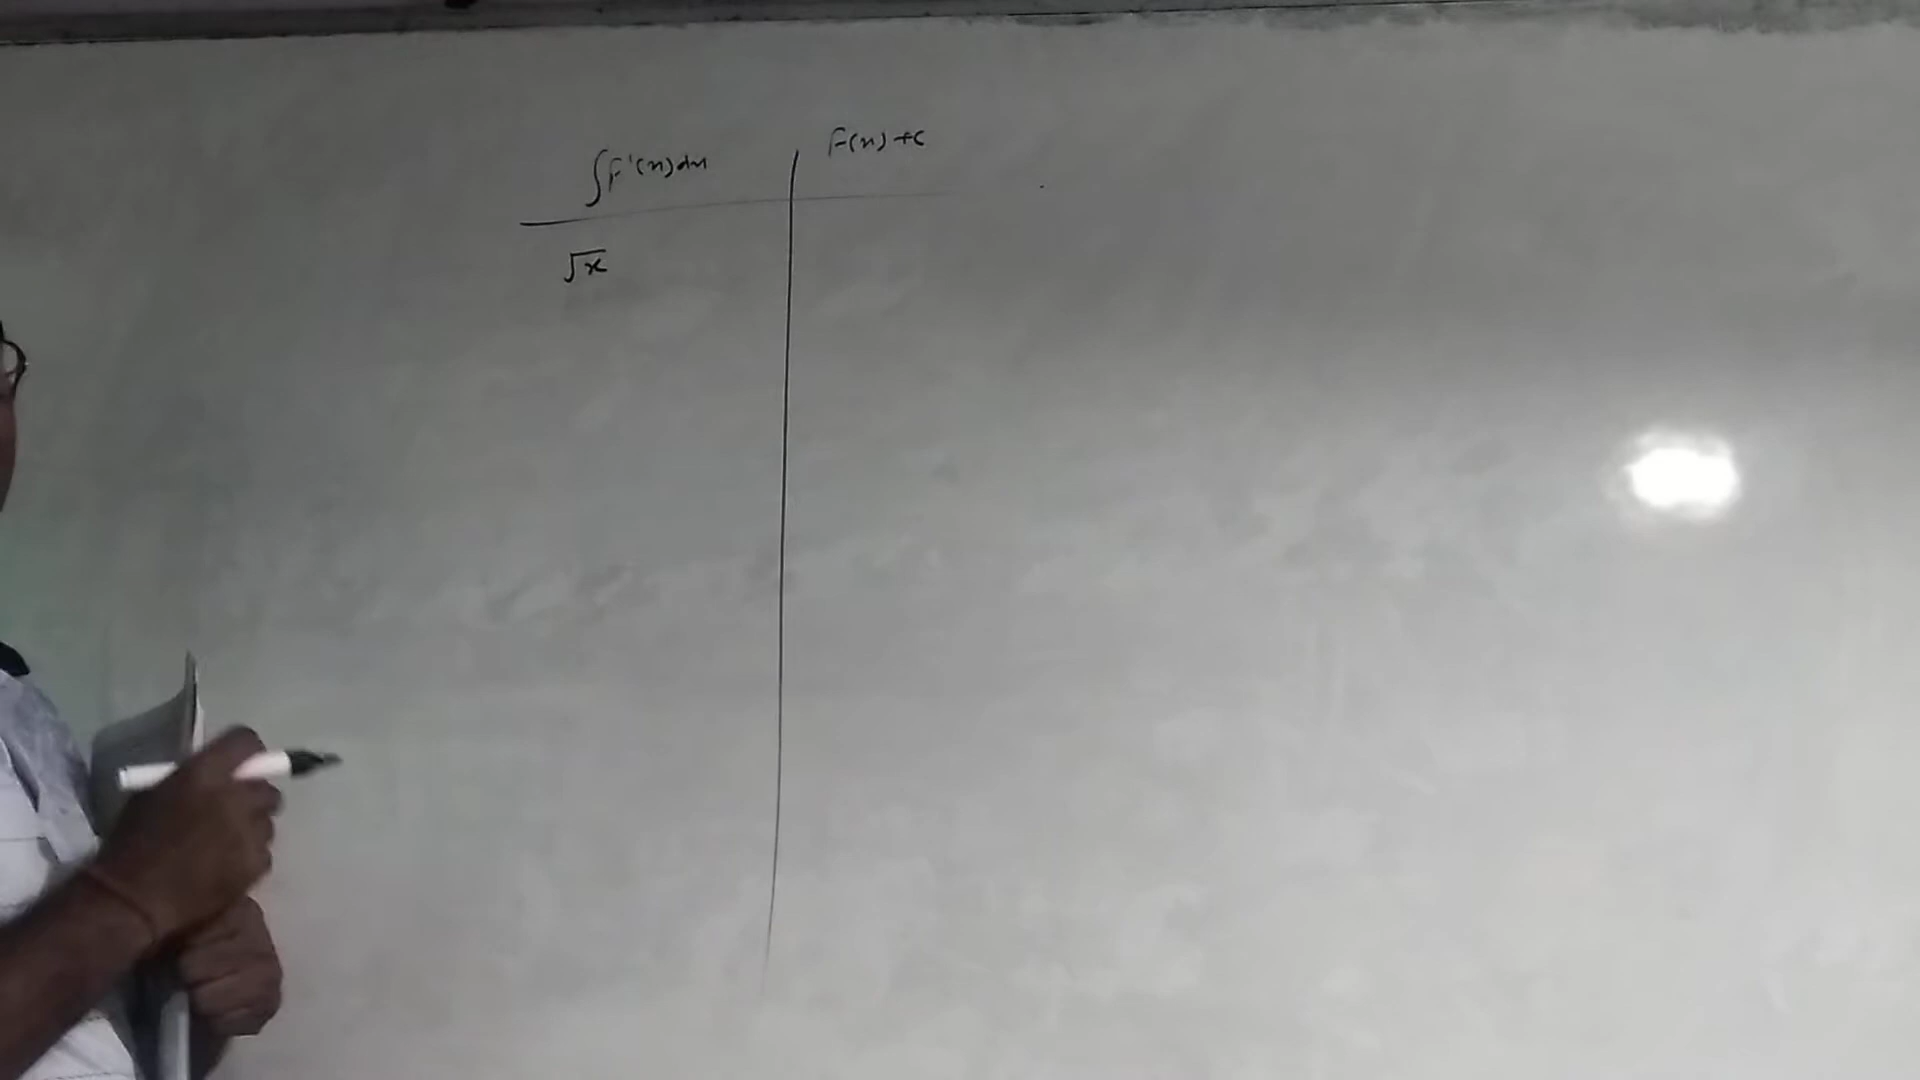 ∫F'(x)dx | F(x)+c
√x